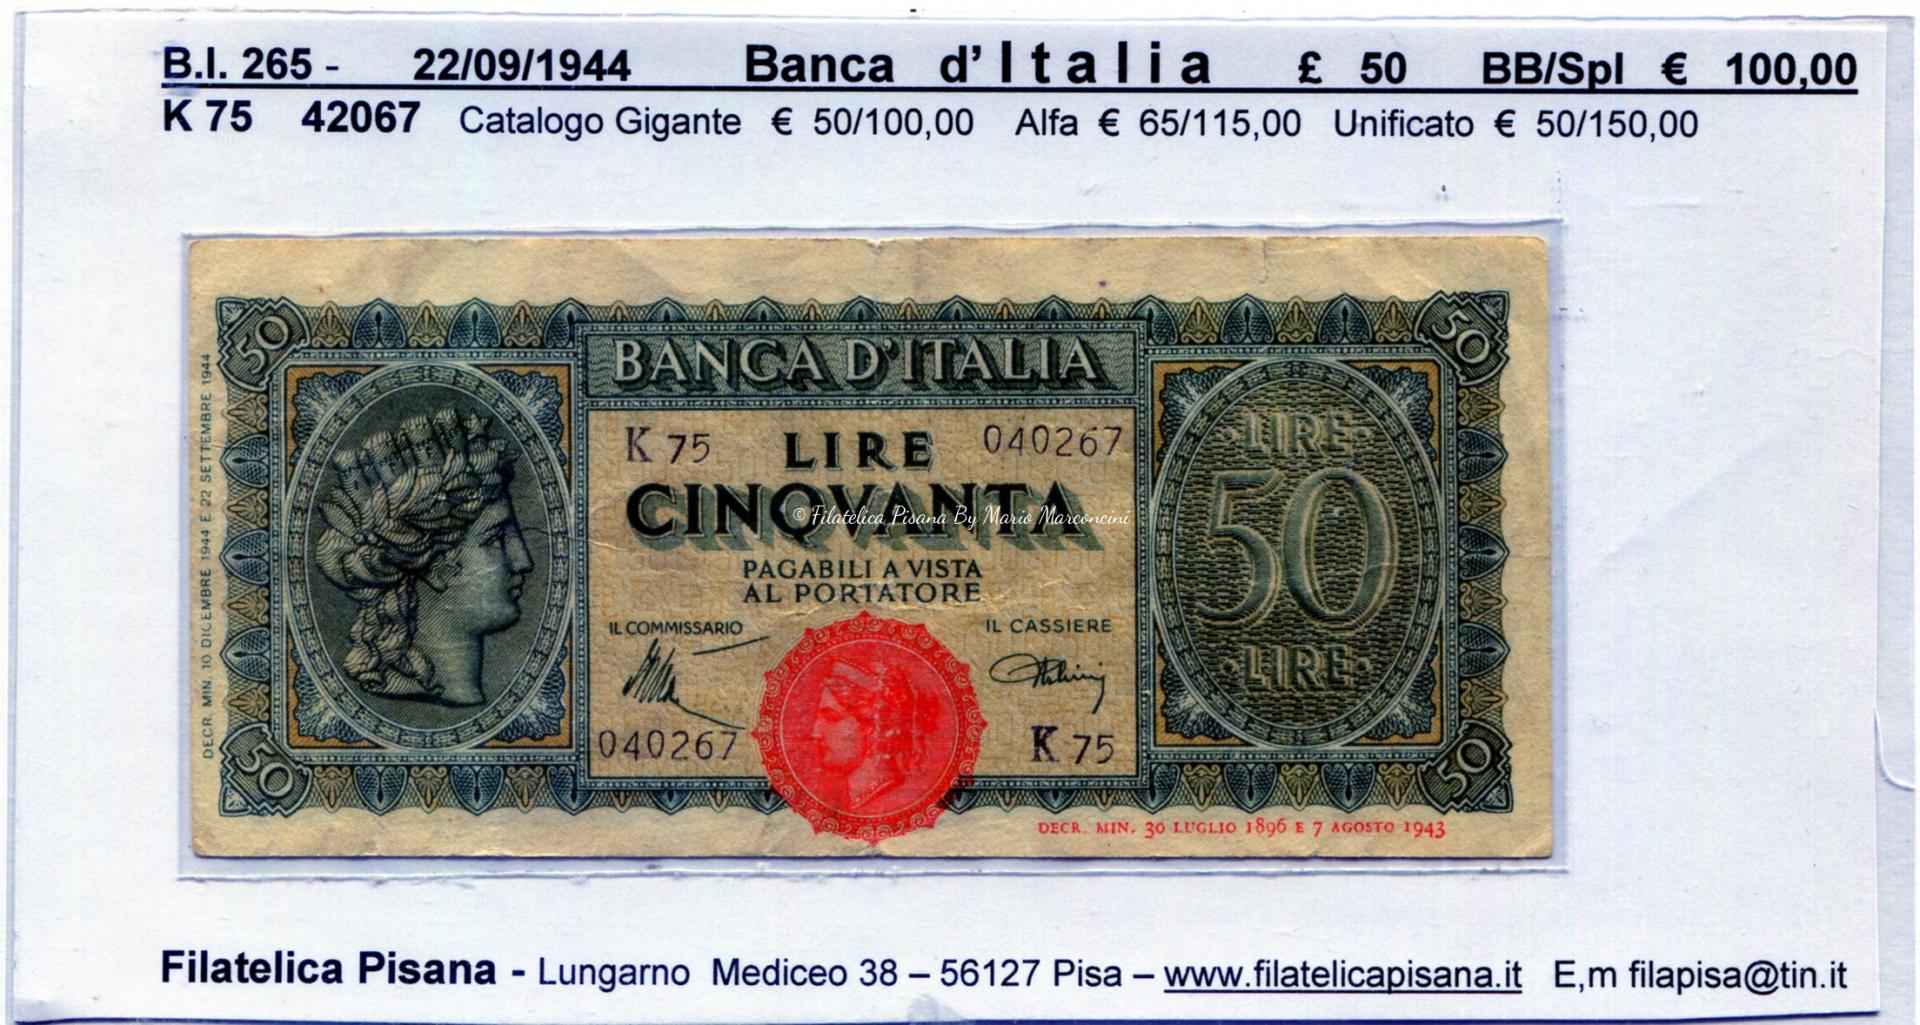 B.I. 265 - 22/09/1944 Banca d'Italia £ 50 BB/Spl € 100,00
K 75 42067 Catalogo Gigante € 50/100,00 Alfa € 65/115,00 Unificato € 50/150,00
50
50
BANCA D'ITALIA
K 75 LIRE 040267
CINQVANTA
© Filatelica Pisana By Mario Marconcini
PAGABILI A VISTA
AL PORTATORE
IL COMMISSARIO
IL CASSIERE
040267
K 75
·LIRE·
50
·LIRE·
50
50
DECR. MIN. 10 DICEMBRE 1944 E 22 SETTEMBRE 1944
DECR. MIN. 30 LUGLIO 1896 E 7 AGOSTO 1943
Filatelica Pisana - Lungarno Mediceo 38 – 56127 Pisa – www.filatelicapisana.it E,m filapisa@tin.it